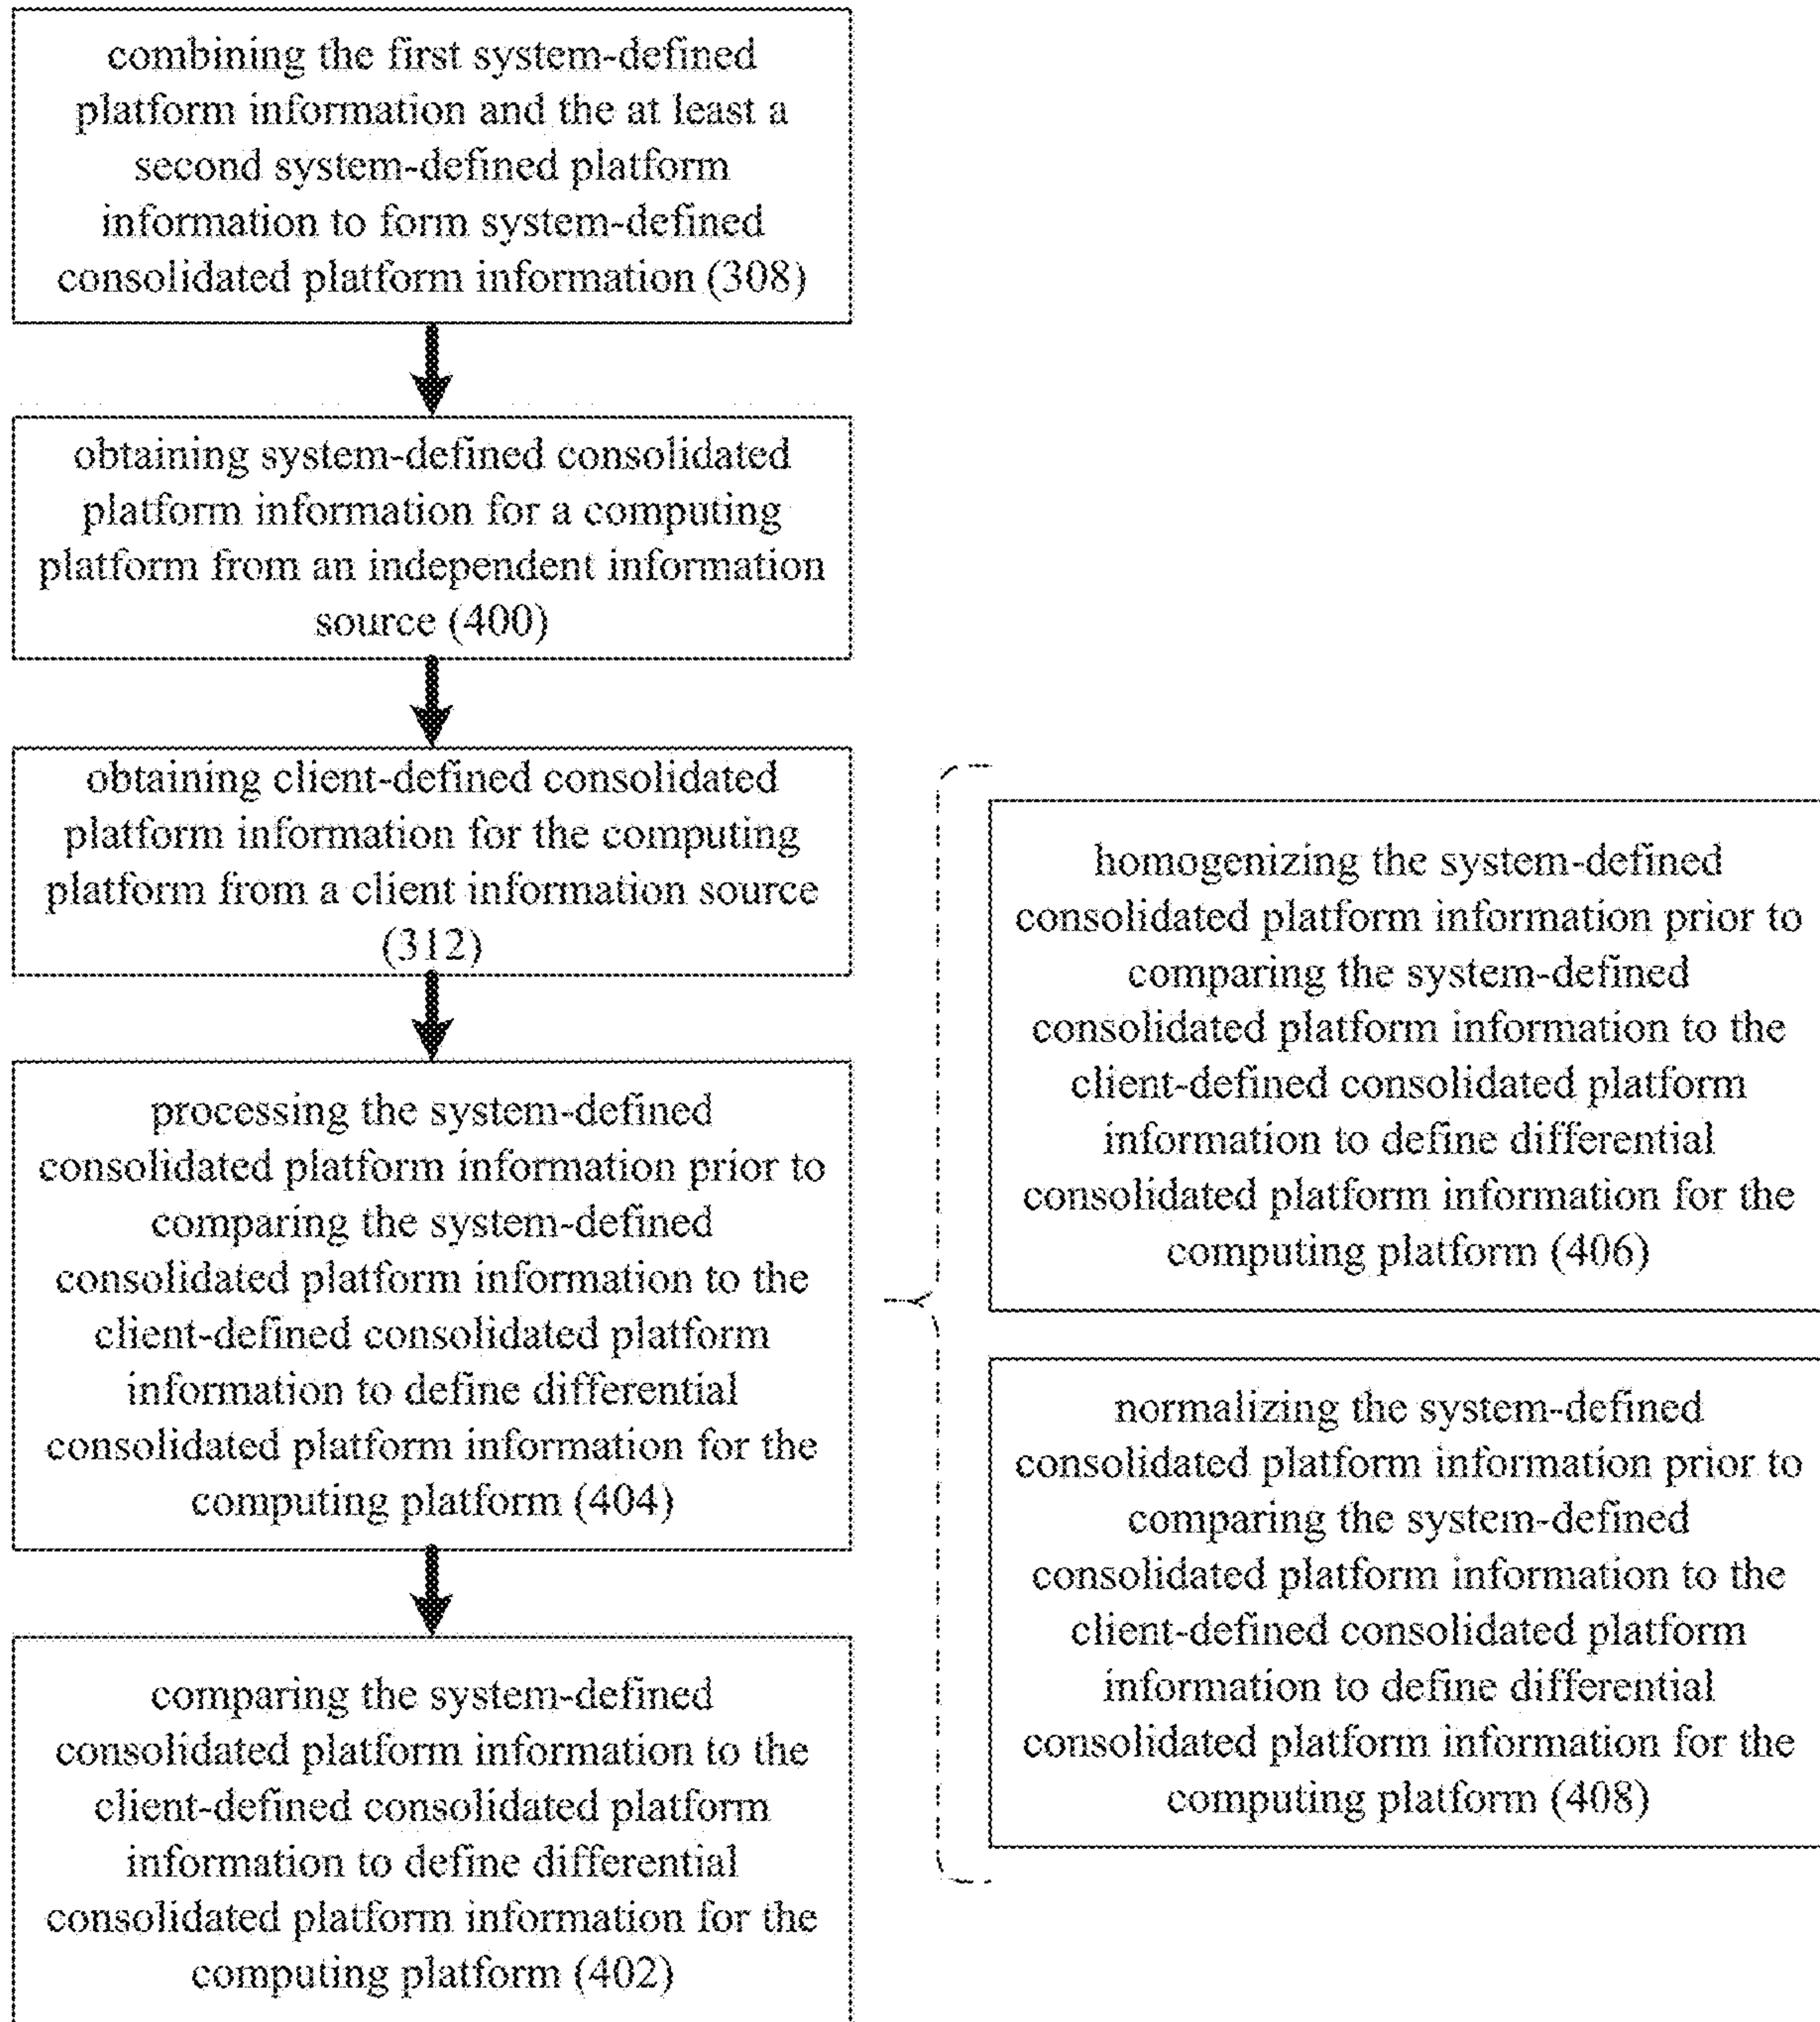 combining the first system-defined
platform information and the at least a
second system-defined platform
information to form system-defined
consolidated platform information (308)
obtaining system-defined consolidated
platform information for a computing
platform from an independent information
source (400)
obtaining client-defined consolidated
platform information for the computing
platform from a client information source
(312)
processing the system-defined
consolidated platform information prior to
comparing the system-defined
consolidated platform information to the
client-defined consolidated platform
information to define differential
consolidated platform information for the
computing platform (404)
comparing the system-defined
consolidated platform information to the
client-defined consolidated platform
information to define differential
consolidated platform information for the
computing platform (402)
homogenizing the system-defined
consolidated platform information prior to
comparing the system-defined
consolidated platform information to the
client-defined consolidated platform
information to define differential
consolidated platform information for the
computing platform (406)
normalizing the system-defined
consolidated platform information prior to
comparing the system-defined
consolidated platform information to the
client-defined consolidated platform
information to define differential
consolidated platform information for the
computing platform (408)